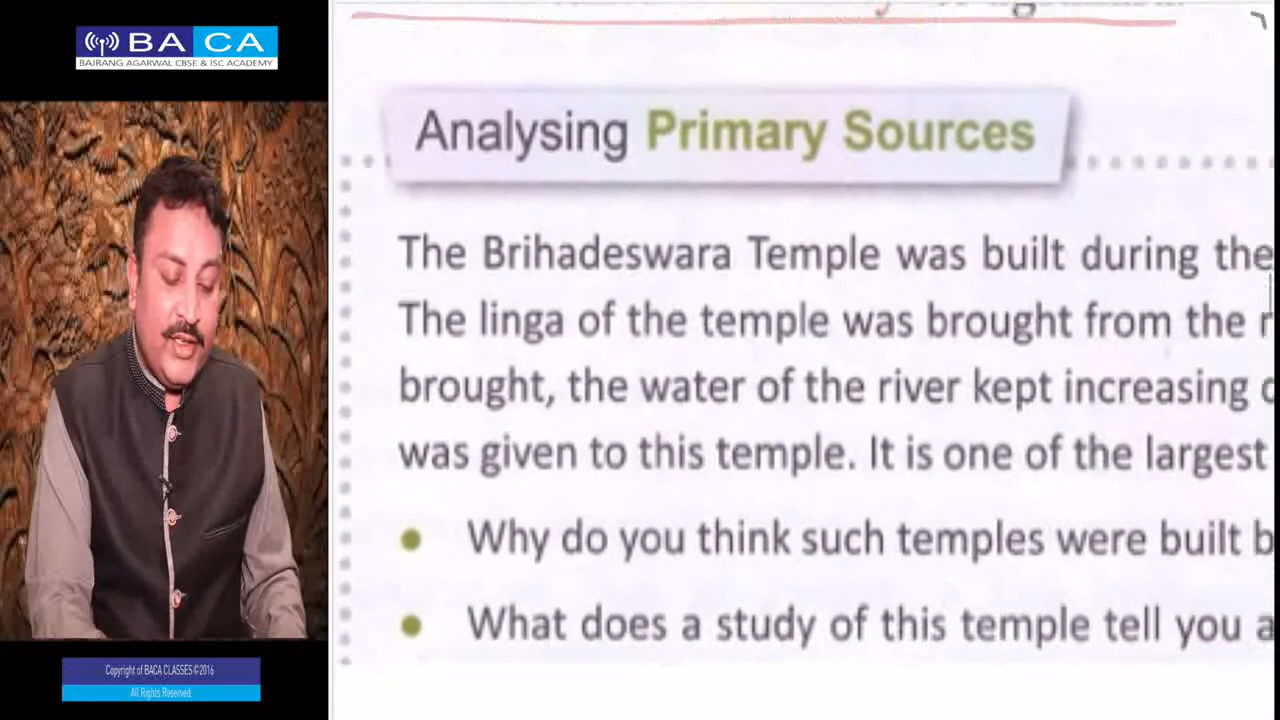 BA CA
BAJRANG AGARWAL CBSE & ISC ACADEMY
Analysing Primary Sources
The Brihadeswara Temple was built during the
The linga of the temple was brought from the
brought, the water of the river kept increasing
was given to this temple. It is one of the largest
Why do you think such temples were built
What does a study of this temple tell you
Copyright of BACA CLASSES ©2016
All Rights Reserved.